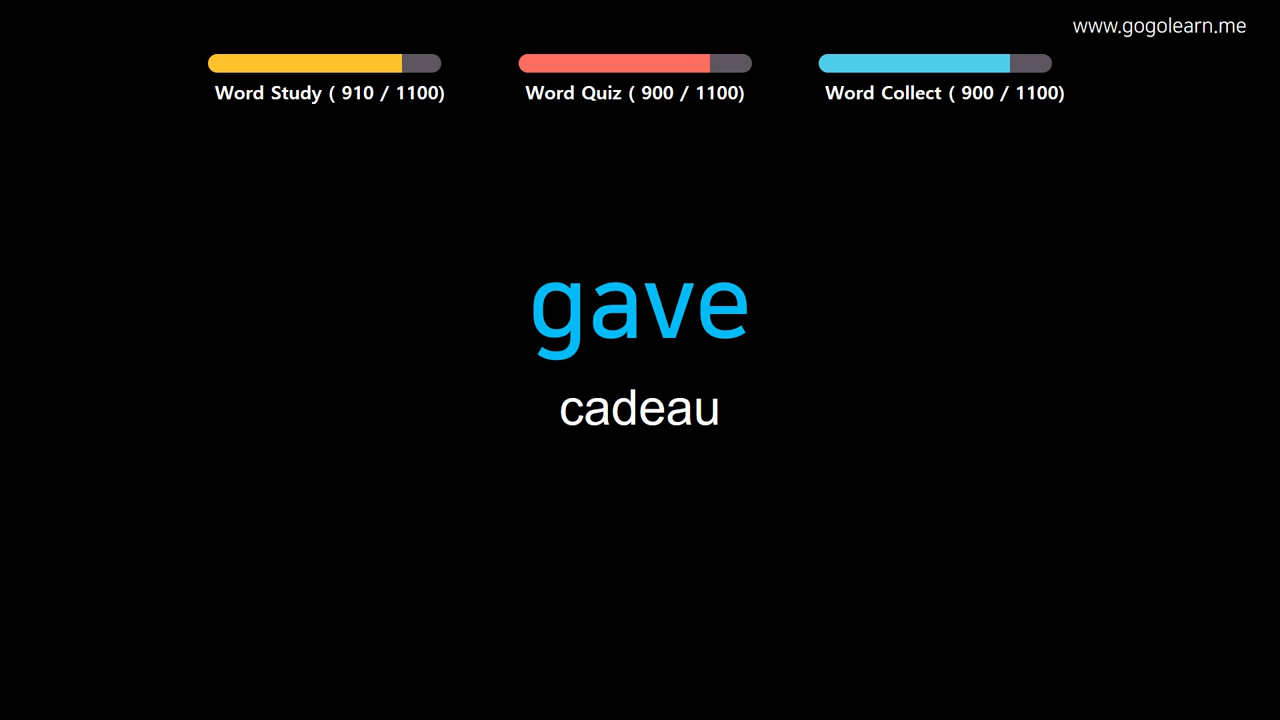 www.gogolearn.me
Word Study ( 910 / 1100)
Word Quiz ( 900 / 1100)
Word Collect ( 900 / 1100)
gave
cadeau